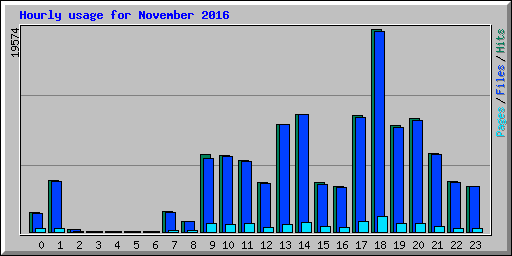 Hourly usage for November 2016
19574
Pages/Files/Hits
0 1 2 3 4 5 6 7 8 9 10 11 12 13 14 15 16 17 18 19 20 21 22 23